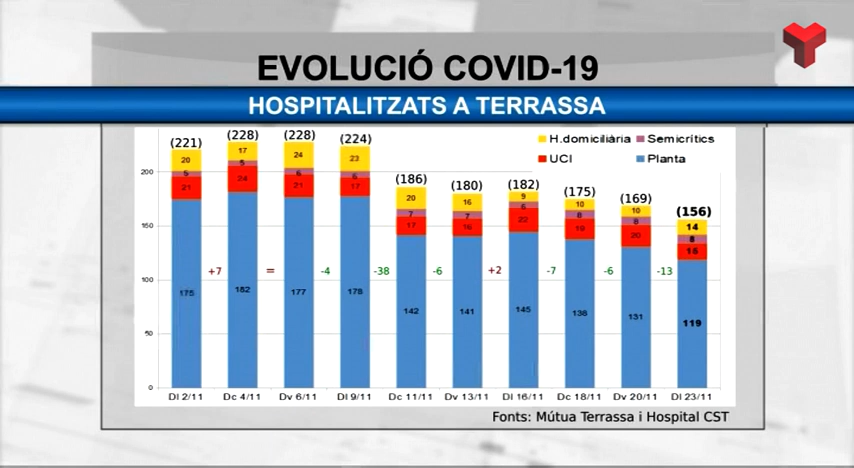 EVOLUCIÓ COVID-19
HOSPITALITZATS A TERRASSA
H.domiciliària Semicrítics
UCI Planta
(221) (228) (228) (224) (186) (180) (182) (175) (169) (156)
200
150
100
50
0
20 17 24 23 20 16 9 10 10 14
5 5 6 6 7 7 6 8 8 8
21 24 21 17 17 16 22 19 20 15
+7 = -4 -38 -6 +2 -7 -6 -13
175 182 177 178 142 141 145 138 131 119
Dl 2/11 Dc 4/11 Dv 6/11 Dl 9/11 Dc 11/11 Dv 13/11 Dl 16/11 Dc 18/11 Dv 20/11 Dl 23/11
Fonts: Mútua Terrassa i Hospital CST